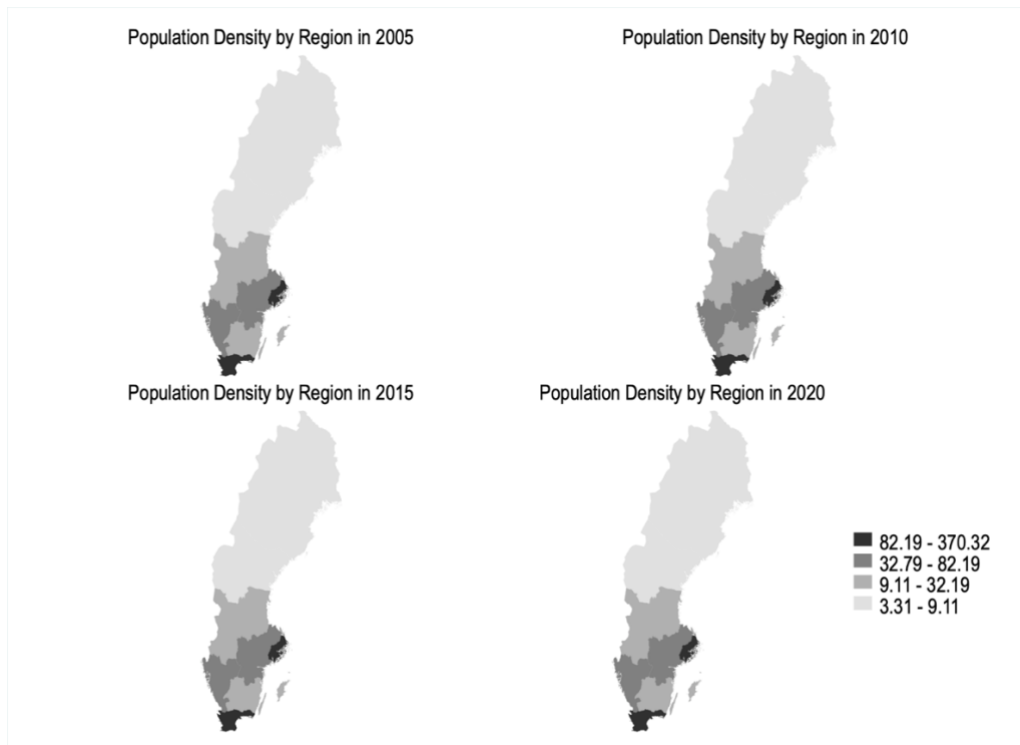 Population Density by Region in 2005
Population Density by Region in 2010
Population Density by Region in 2015
Population Density by Region in 2020
82.19 - 370.32
32.79 - 82.19
9.11 - 32.19
3.31 - 9.11